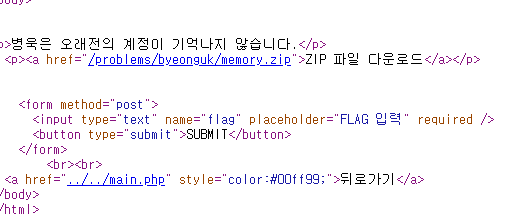 body>
p>병욱은 오래전의 계정이 기억나지 않습니다.</p>
<p><a href="/problems/byeonguk/memory.zip">ZIP 파일 다운로드</a></p>
<form method="post">
<input type="text" name="flag" placeholder="FLAG 입력" required />
<button type="submit">SUBMIT</button>
</form>
<br><br>
<a href="../../main.php" style="color:#00ff99;">뒤로가기</a>
/body>
/html>